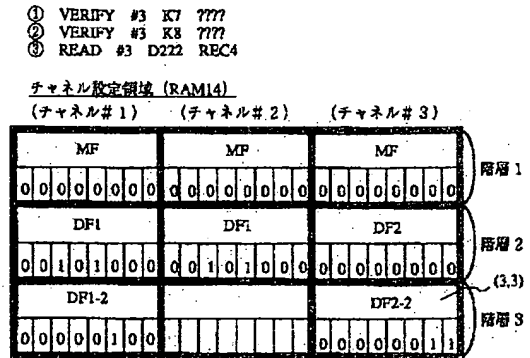 ① VERIFY #3 K7 ????
② VERIFY #3 K8 ????
③ READ #3 D222 REC4
チャネル設定領域 (RAM14)
(チャネル#1) (チャネル#2) (チャネル#3)
MF MF MF
0 0 0 0 0 0 0 0 0 0 0 0 0 0 0 0 0 0 0 0 0 0 0 0 階層1
DF1 DF1 DF2
0 0 1 0 1 0 0 0 0 0 1 0 1 0 0 0 0 0 0 0 0 0 0 0 階層2
DF1-2 DF2-2 (3,3)
0 0 0 0 0 1 0 0 0 0 0 0 0 0 1 1 階層3